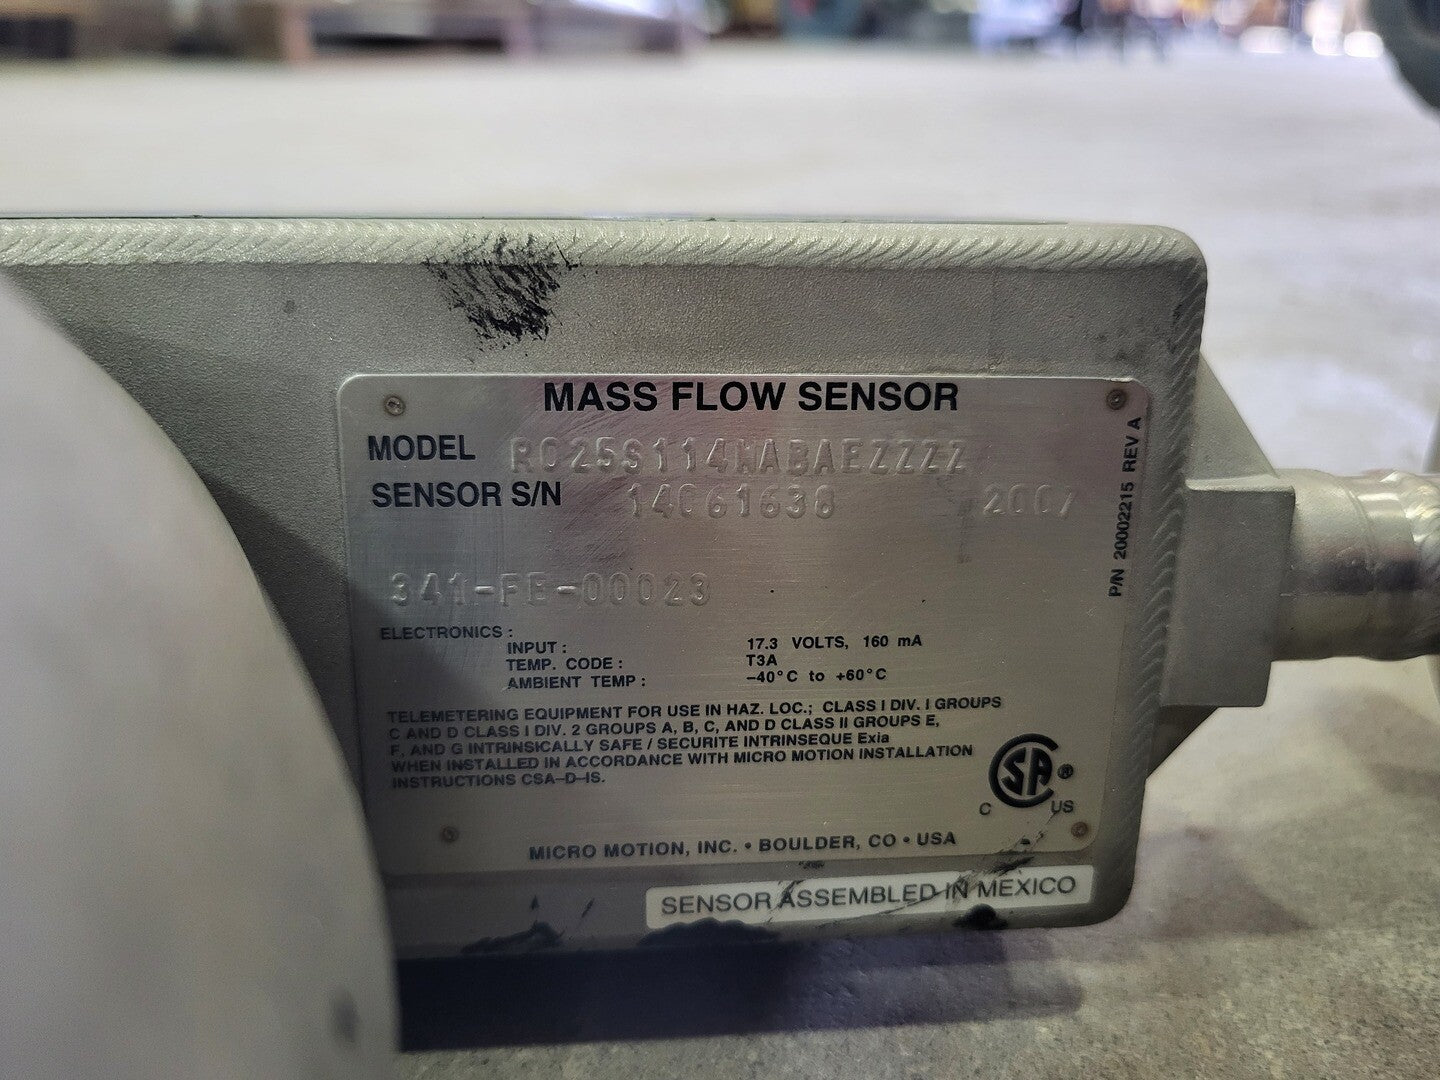 MASS FLOW SENSOR
MODEL R025S114NABAEZZZZ
SENSOR S/N 14061638 2007
341-FE-00023
ELECTRONICS :
INPUT : 17.3 VOLTS, 160 mA
TEMP. CODE : T3A
AMBIENT TEMP : –40°C to +60°C
TELEMETERING EQUIPMENT FOR USE IN HAZ. LOC.; CLASS I DIV. I GROUPS
C AND D CLASS I DIV. 2 GROUPS A, B, C, AND D CLASS II GROUPS E,
F, AND G INTRINSICALLY SAFE / SECURITE INTRINSEQUE Exia
WHEN INSTALLED IN ACCORDANCE WITH MICRO MOTION INSTALLATION
INSTRUCTIONS CSA–D–IS.
CSA ®
C US
MICRO MOTION, INC. • BOULDER, CO • USA
P/N 20002215 REV A
SENSOR ASSEMBLED IN MEXICO